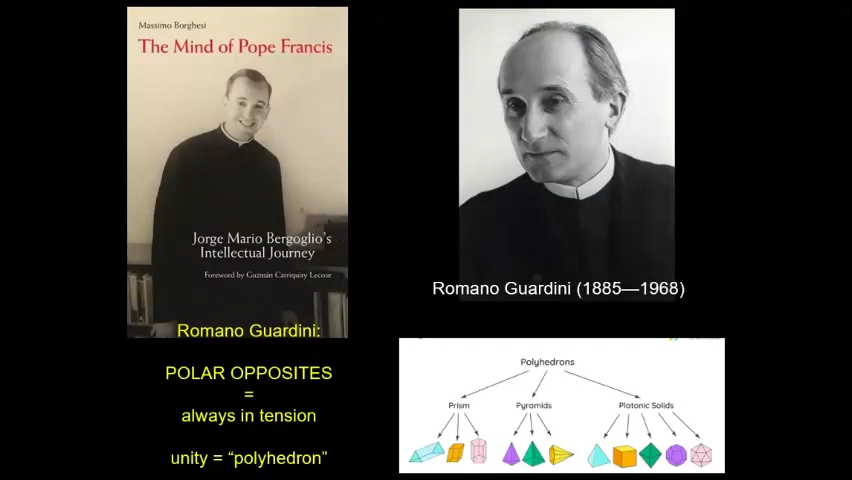 Massimo Borghesi
The Mind of Pope Francis
Jorge Mario Bergoglio's
Intellectual Journey
Foreword by Guzmán Carriquiry Lecour
Romano Guardini:
POLAR OPPOSITES
=
always in tension
unity = “polyhedron”
Romano Guardini (1885—1968)
Polyhedrons
Prism
Pyramids
Platonic Solids